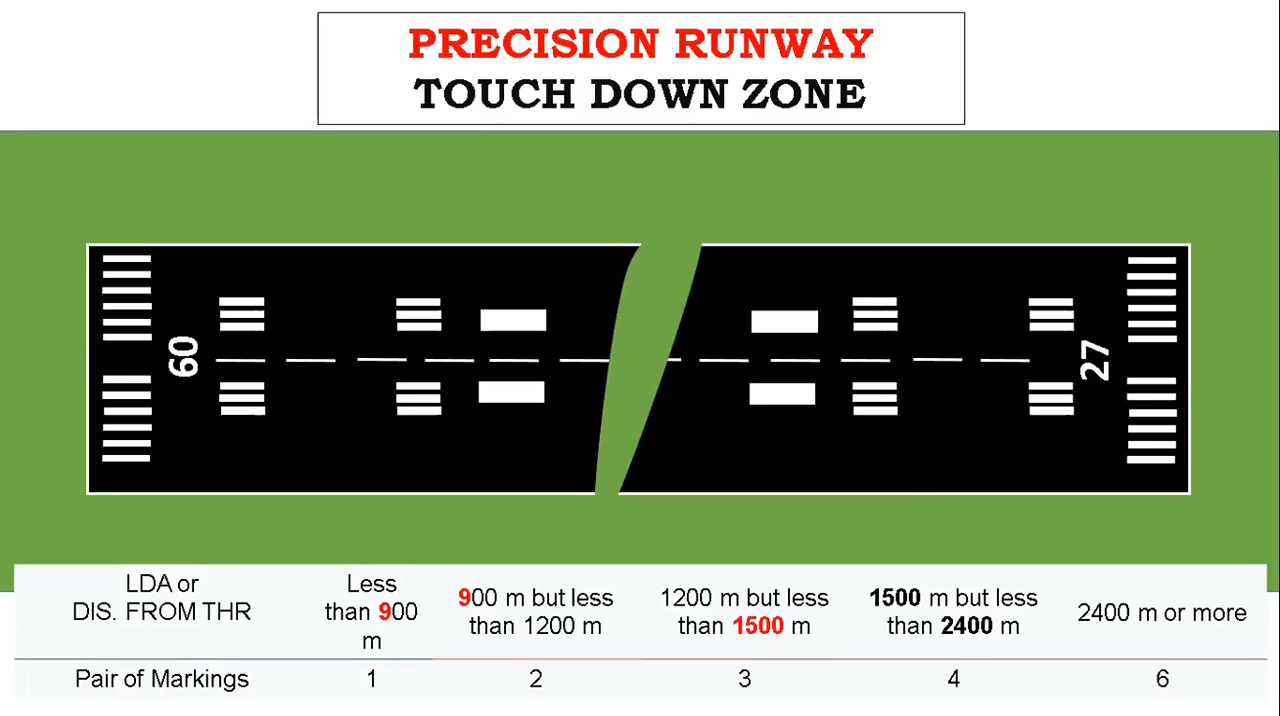 PRECISION RUNWAY
TOUCH DOWN ZONE
09
27
LDA or
DIS. FROM THR
Less
than 900
m
900 m but less
than 1200 m
1200 m but less
than 1500 m
1500 m but less
than 2400 m
2400 m or more
Pair of Markings
1
2
3
4
6